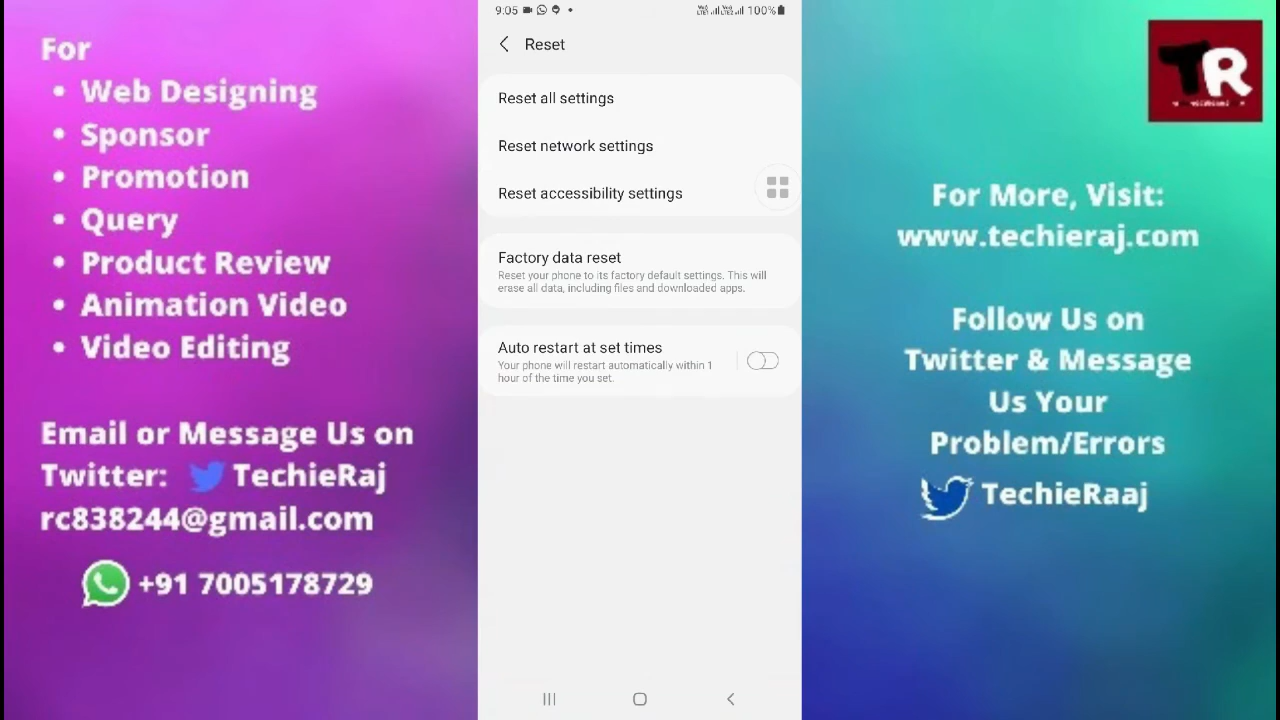 For
• Web Designing
• Sponsor
• Promotion
• Query
• Product Review
• Animation Video
• Video Editing
Email or Message Us on
Twitter: TechieRaj
rc838244@gmail.com
+91 7005178729
9:05
100%
Reset
Reset all settings
Reset network settings
Reset accessibility settings
Factory data reset
Reset your phone to its factory default settings. This will
erase all data, including files and downloaded apps.
Auto restart at set times
Your phone will restart automatically within 1
hour of the time you set.
TR
For More, Visit:
www.techieraj.com
Follow Us on
Twitter & Message
Us Your
Problem/Errors
TechieRaaj